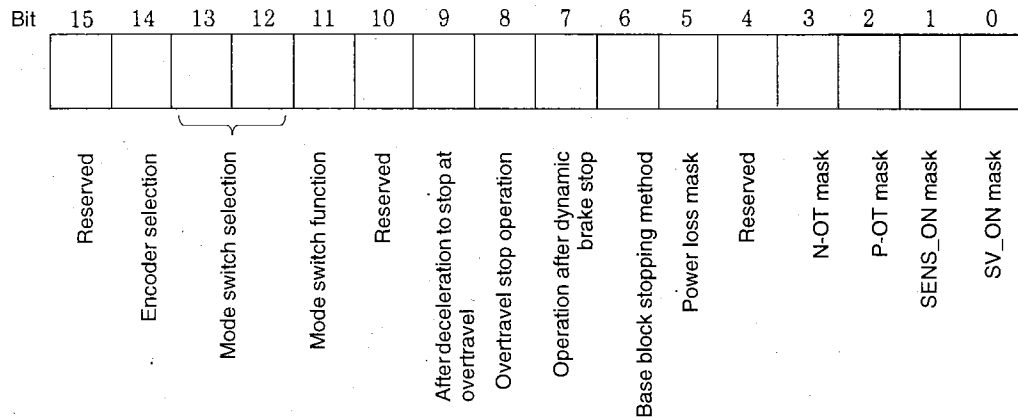 Bit 15 14 13 12 11 10 9 8 7 6 5 4 3 2 1 0
Reserved
Encoder selection
Mode switch selection
Mode switch function
Reserved
After deceleration to stop at
overtravel
Overtravel stop operation
Operation after dynamic
brake stop
Base block stopping method
Power loss mask
Reserved
N-OT mask
P-OT mask
SENS_ON mask
SV_ON mask